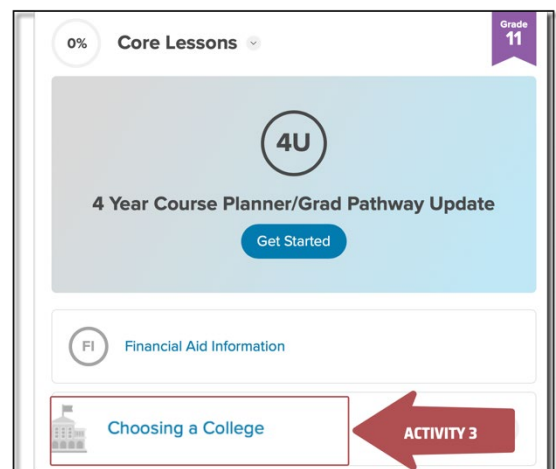 0% Core Lessons
Grade
11
4U
4 Year Course Planner/Grad Pathway Update
Get Started
FI Financial Aid Information
Choosing a College
ACTIVITY 3